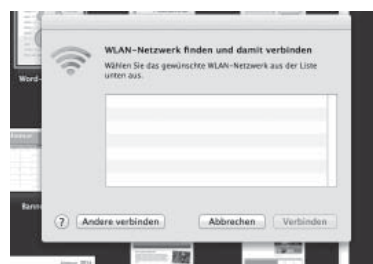 WLAN-Netzwerk finden und damit verbinden
Wählen Sie das gewünschte WLAN-Netzwerk aus der Liste
unten aus.
Word-
Bann
? Andere verbinden Abbrechen Verbinden